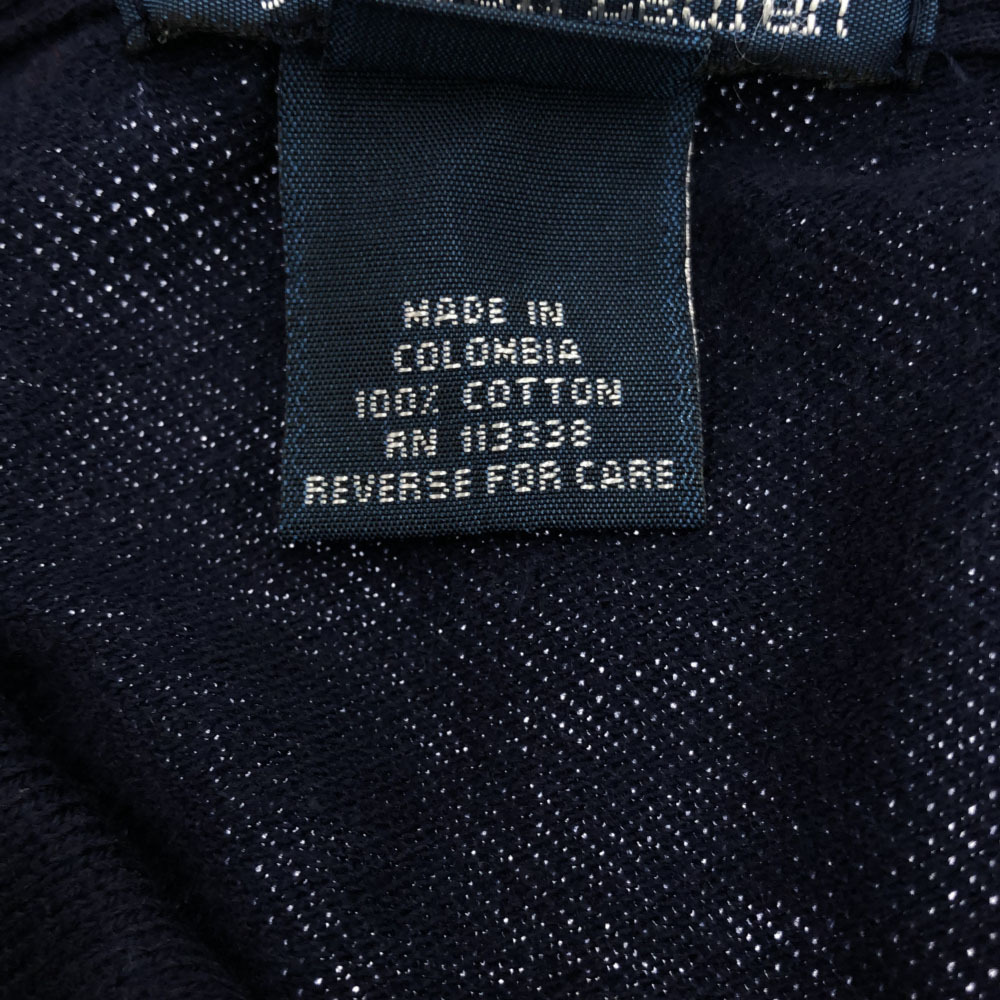 MADE IN
COLOMBIA
100% COTTON
RN 113338
REVERSE FOR CARE